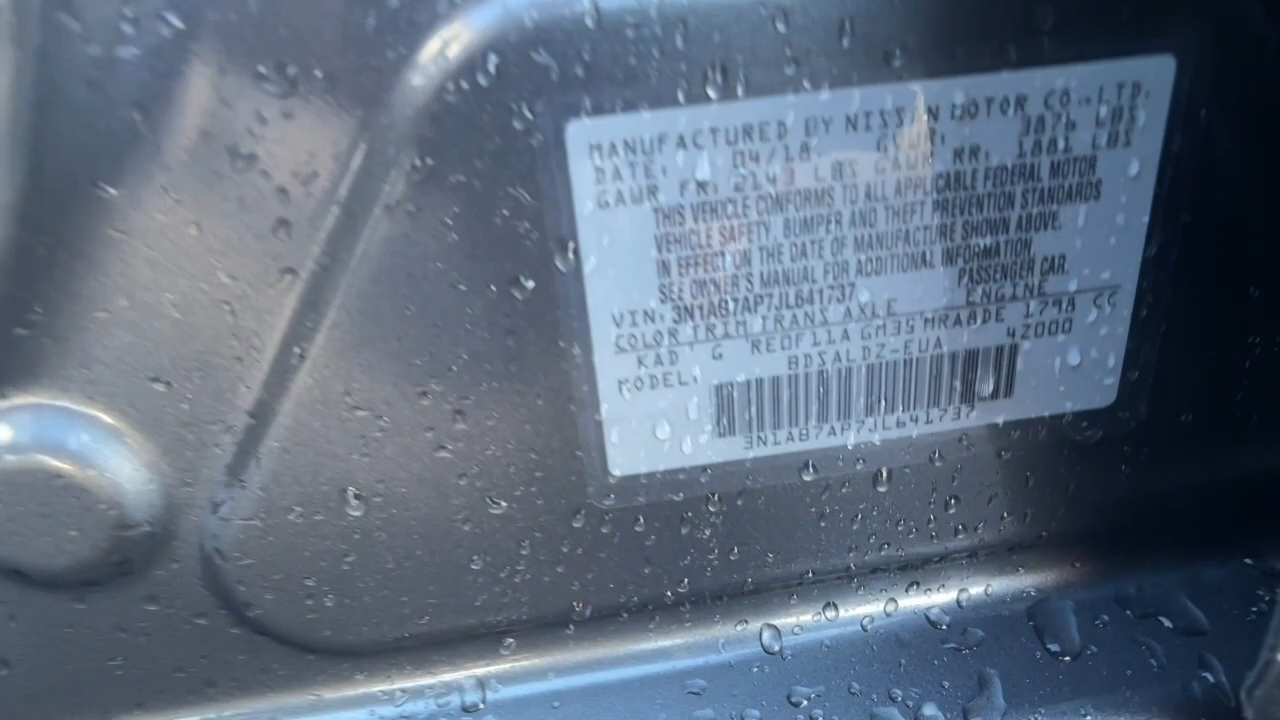 MANUFACTURED BY NISSAN MOTOR CO.,LTD.
DATE: 04/18 GVWR: 3876 LBS
GAWR FR: 2143 LBS GAWR RR: 1881 LBS
THIS VEHICLE CONFORMS TO ALL APPLICABLE FEDERAL MOTOR
VEHICLE SAFETY, BUMPER AND THEFT PREVENTION STANDARDS
IN EFFECT ON THE DATE OF MANUFACTURE SHOWN ABOVE.
SEE OWNER'S MANUAL FOR ADDITIONAL INFORMATION.
VIN: 3N1AB7AP7JL641737 PASSENGER CAR.
COLOR TRIM TRANS AXLE ENGINE
KAD G RE0F11A GM35 MRA8DE 1798 CC
MODEL: BDSALDZ-EUA 42000
3N1AB7AP7JL641737